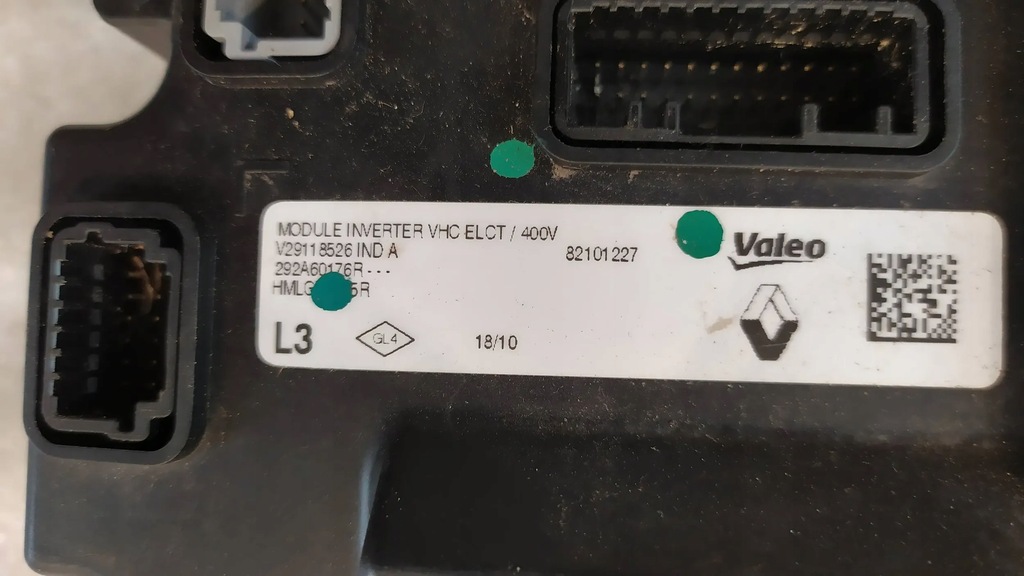 MODULE INVERTER VHC ELCT / 400V
V29118526 IND A
82101227
292A60176R---
L3
GL4
18/10
Valeo